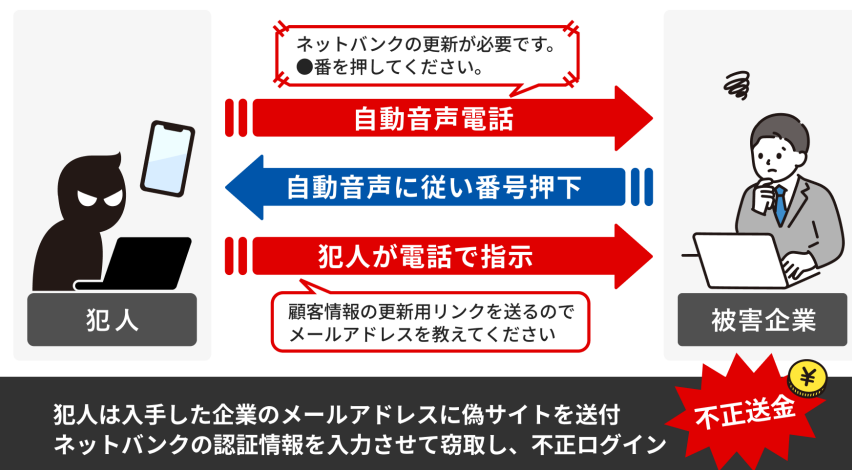 ネットバンクの更新が必要です。
●番を押してください。
自動音声電話
自動音声に従い番号押下
犯人が電話で指示
顧客情報の更新用リンクを送るので
メールアドレスを教えてください
犯人
被害企業
犯人は入手した企業のメールアドレスに偽サイトを送付
ネットバンクの認証情報を入力させて窃取し、不正ログイン
¥
不正送金